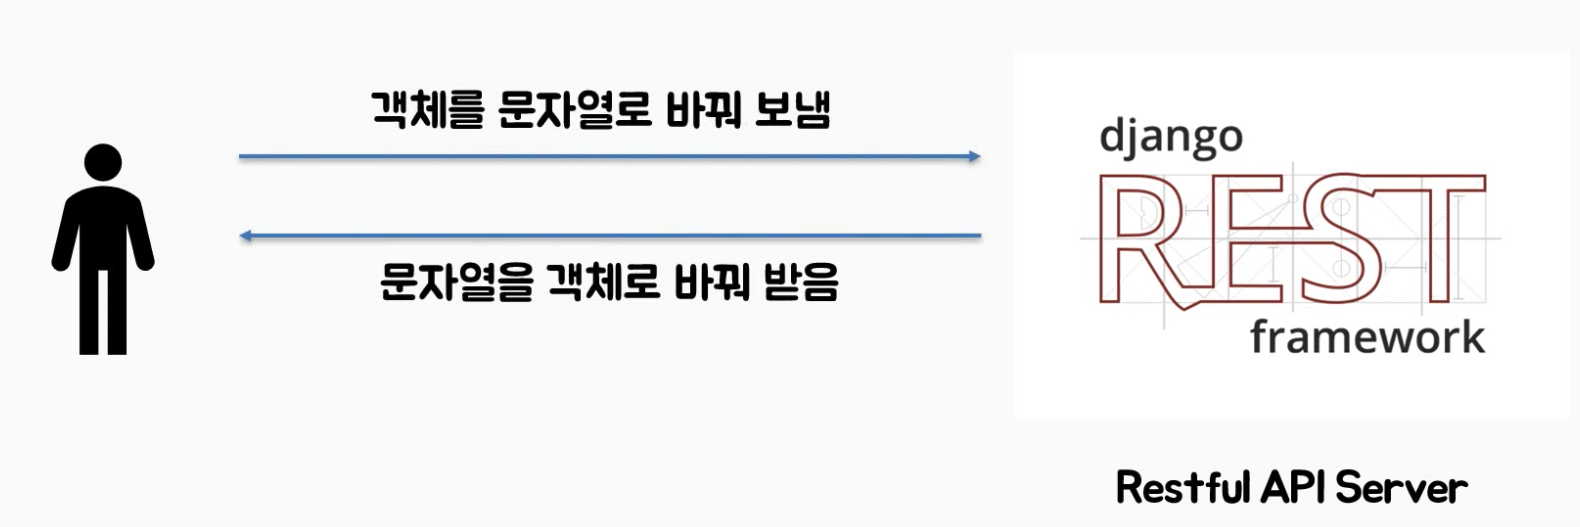 객체를 문자열로 바꿔 보냄
문자열을 객체로 바꿔 받음
django
REST
framework
Restful API Server